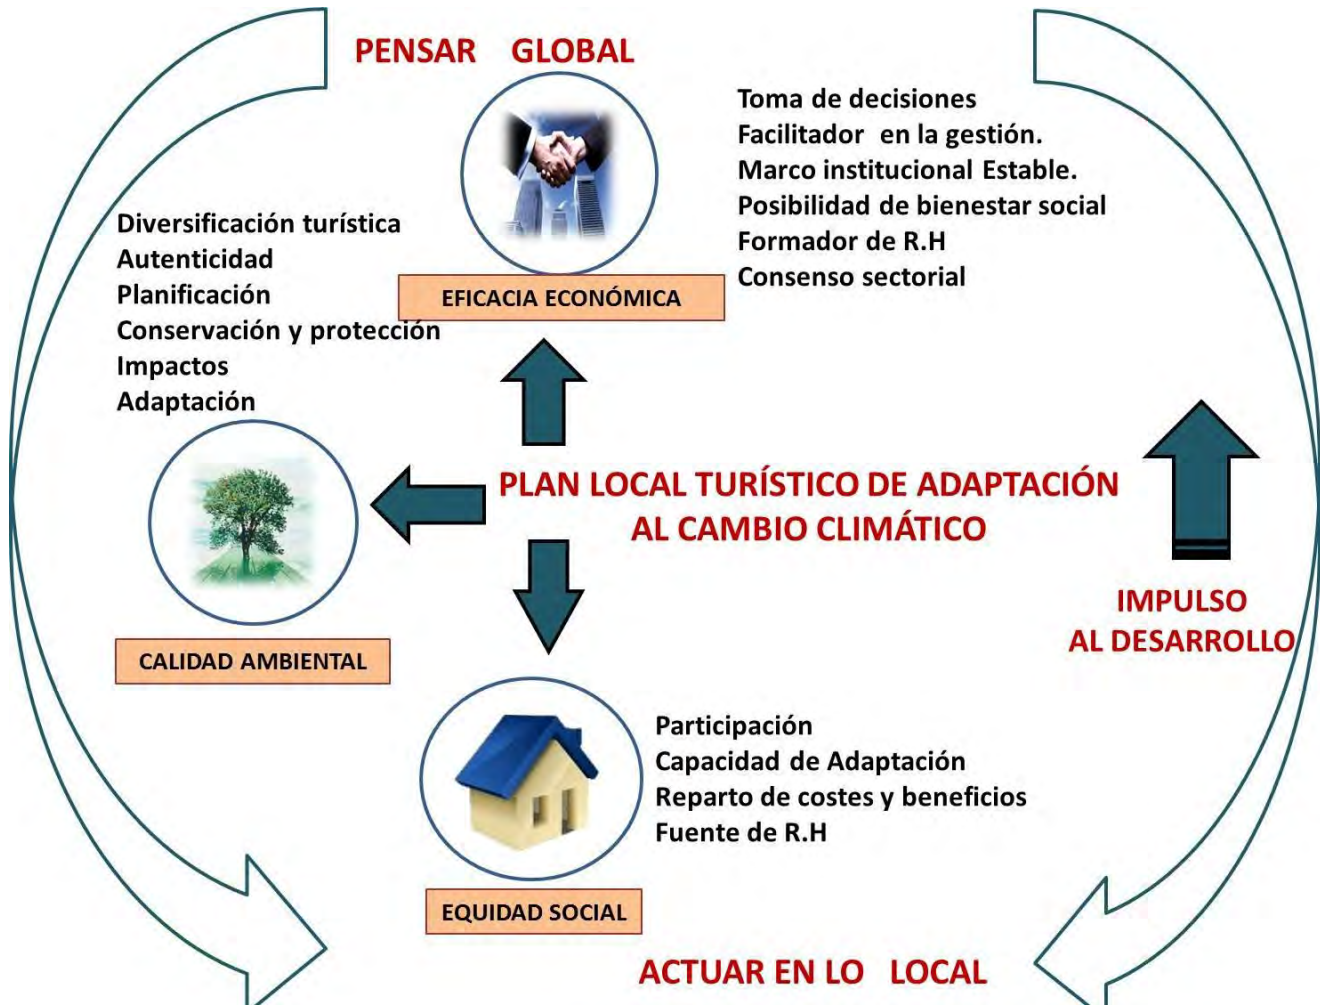 PENSAR GLOBAL
Toma de decisiones
Facilitador en la gestión.
Marco institucional Estable.
Posibilidad de bienestar social
Formador de R.H
Consenso sectorial
Diversificación turística
Autenticidad
Planificación
Conservación y protección
Impactos
Adaptación
EFICACIA ECONÓMICA
PLAN LOCAL TURÍSTICO DE ADAPTACIÓN
AL CAMBIO CLIMÁTICO
IMPULSO
AL DESARROLLO
CALIDAD AMBIENTAL
Participación
Capacidad de Adaptación
Reparto de costes y beneficios
Fuente de R.H
EQUIDAD SOCIAL
ACTUAR EN LO LOCAL